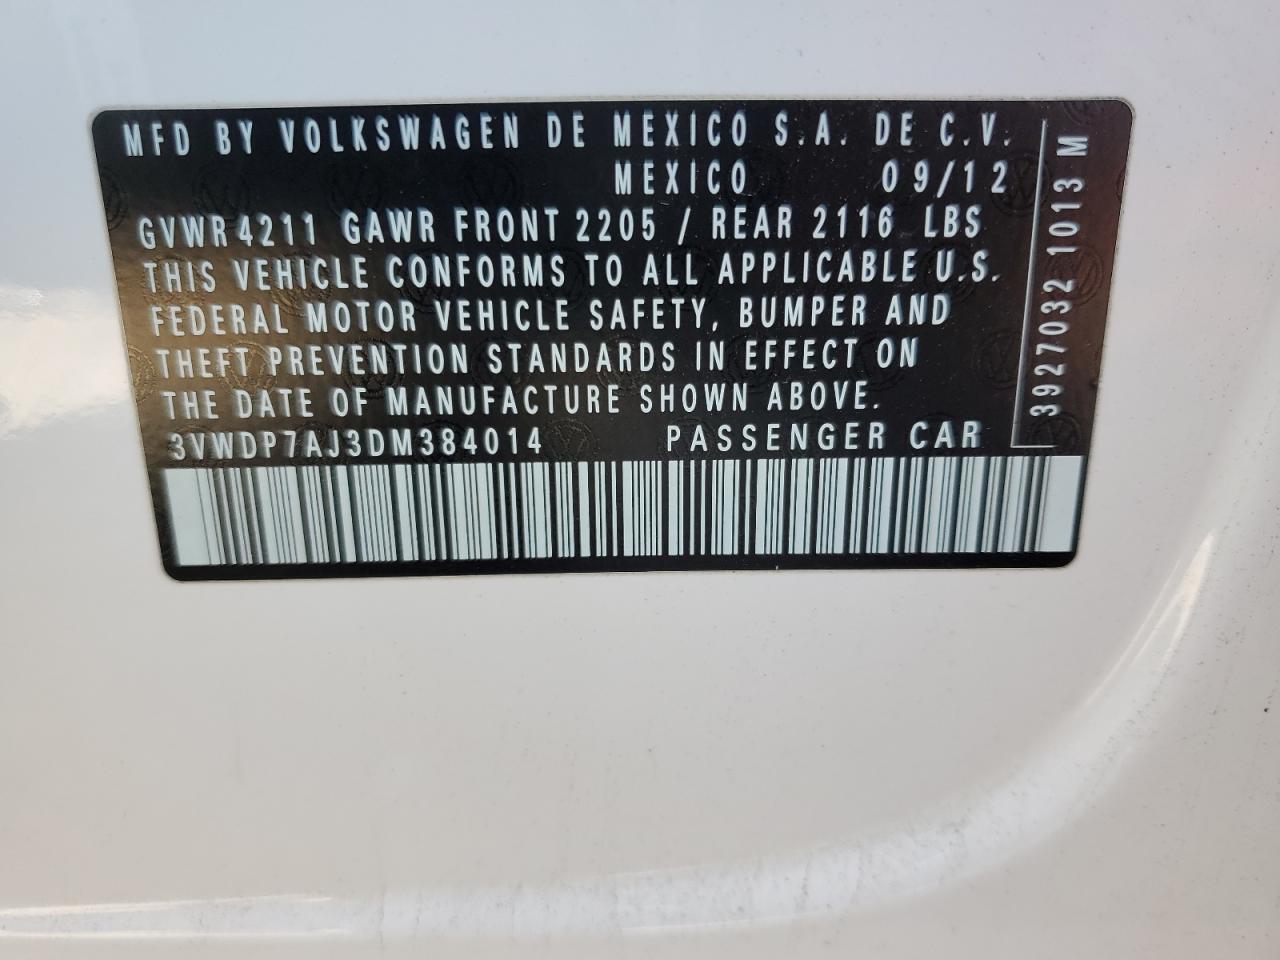 MFD BY VOLKSWAGEN DE MEXICO S.A. DE C.V.
MEXICO 09/12
GVWR 4211 GAWR FRONT 2205 / REAR 2116 LBS
THIS VEHICLE CONFORMS TO ALL APPLICABLE U.S.
FEDERAL MOTOR VEHICLE SAFETY, BUMPER AND
THEFT PREVENTION STANDARDS IN EFFECT ON
THE DATE OF MANUFACTURE SHOWN ABOVE.
3VWDP7AJ3DM384014 PASSENGER CAR
3927032 1013 M